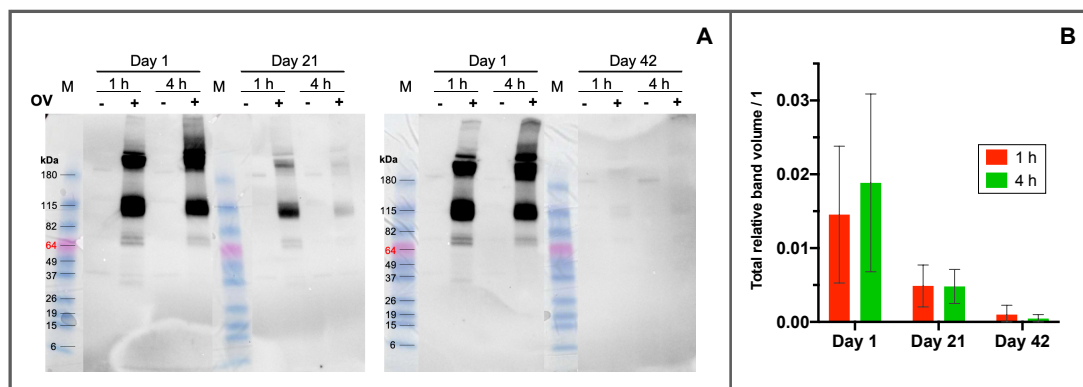 A
Day 1 Day 21
M 1 h 4 h M 1 h 4 h
OV - + - + - + - +
kDa
180
115
82
64
49
37
26
19
15
6
Day 1 Day 42
M 1 h 4 h M 1 h 4 h
- + - + - + - +
kDa
180
115
82
64
49
37
26
19
15
6
B
Total relative band volume / 1
0.03
0.02
0.01
0.00
1 h
4 h
Day 1 Day 21 Day 42